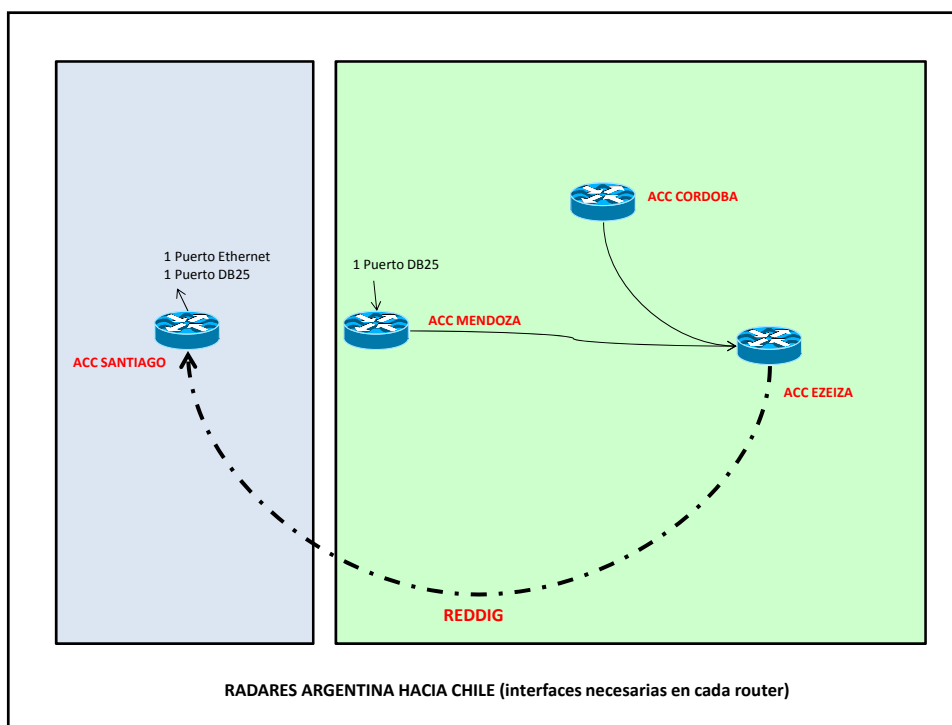 ACC CORDOBA
1 Puerto Ethernet
1 Puerto DB25
1 Puerto DB25
ACC MENDOZA
ACC SANTIAGO
ACC EZEIZA
REDDIG
RADARES ARGENTINA HACIA CHILE (interfaces necesarias en cada router)